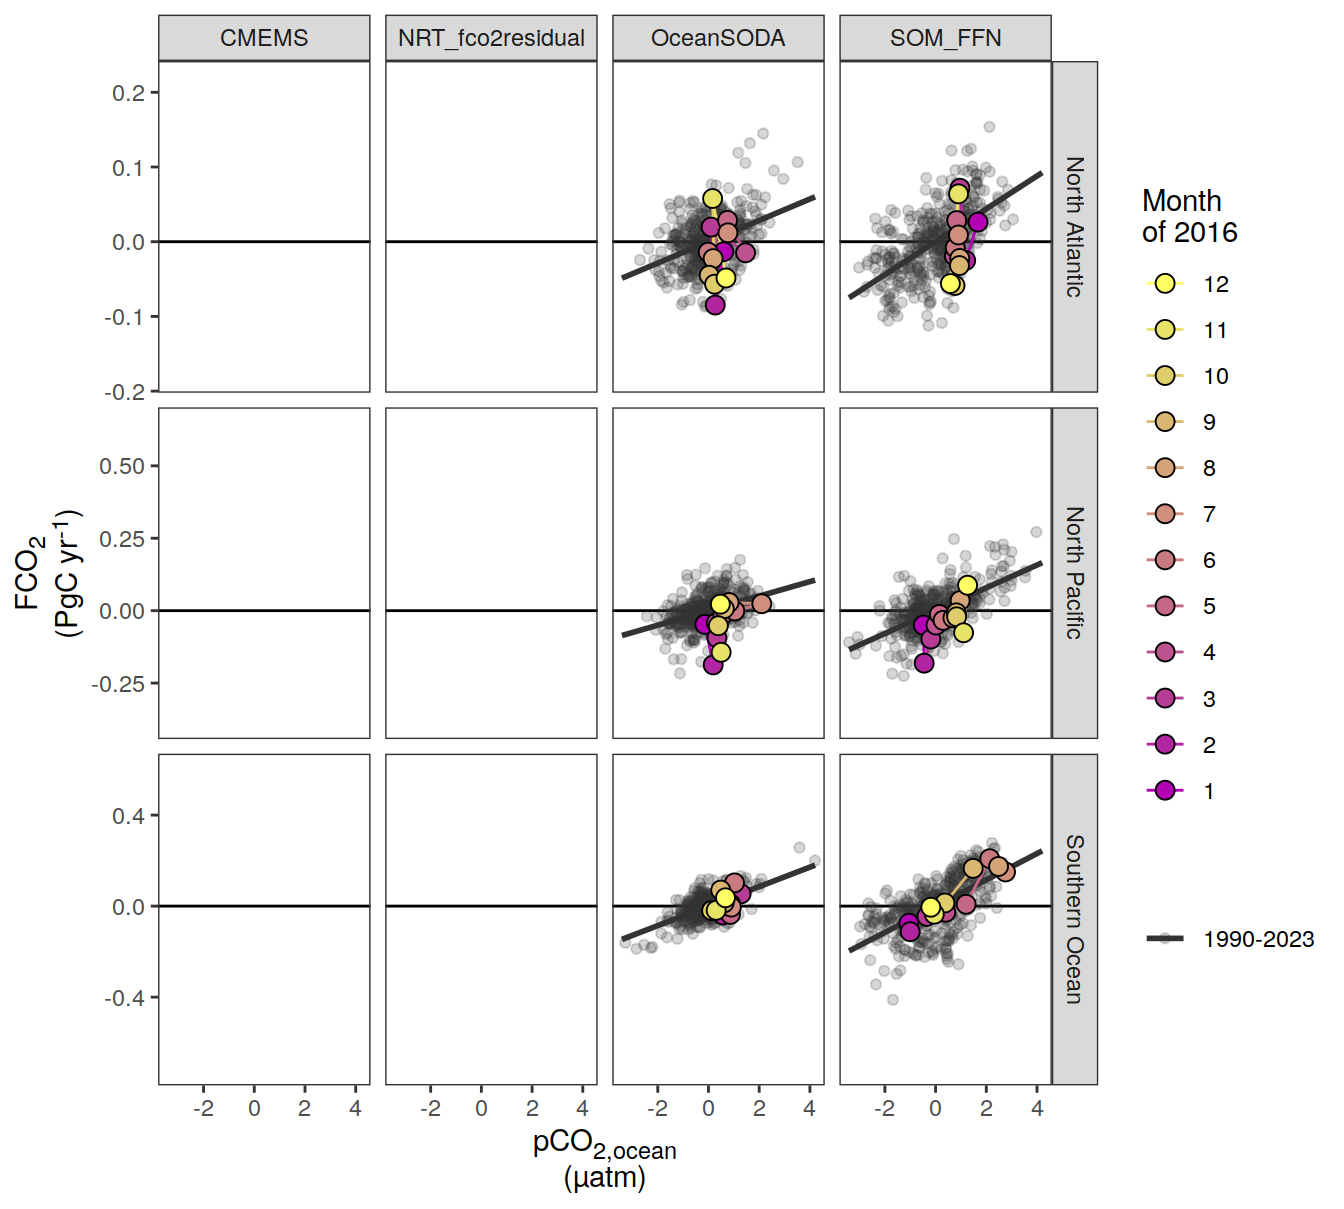 CMEMS NRT_fco2residual OceanSODA SOM_FFN
0.2
0.1
0.0
-0.1
-0.2
North Atlantic
0.50
0.25
0.00
-0.25
North Pacific
0.4
0.0
-0.4
Southern Ocean
-2 0 2 4 -2 0 2 4 -2 0 2 4 -2 0 2 4
FCO2
(PgC yr-1)
pCO2,ocean
(µatm)
Month
of 2016
12
11
10
9
8
7
6
5
4
3
2
1
1990-2023